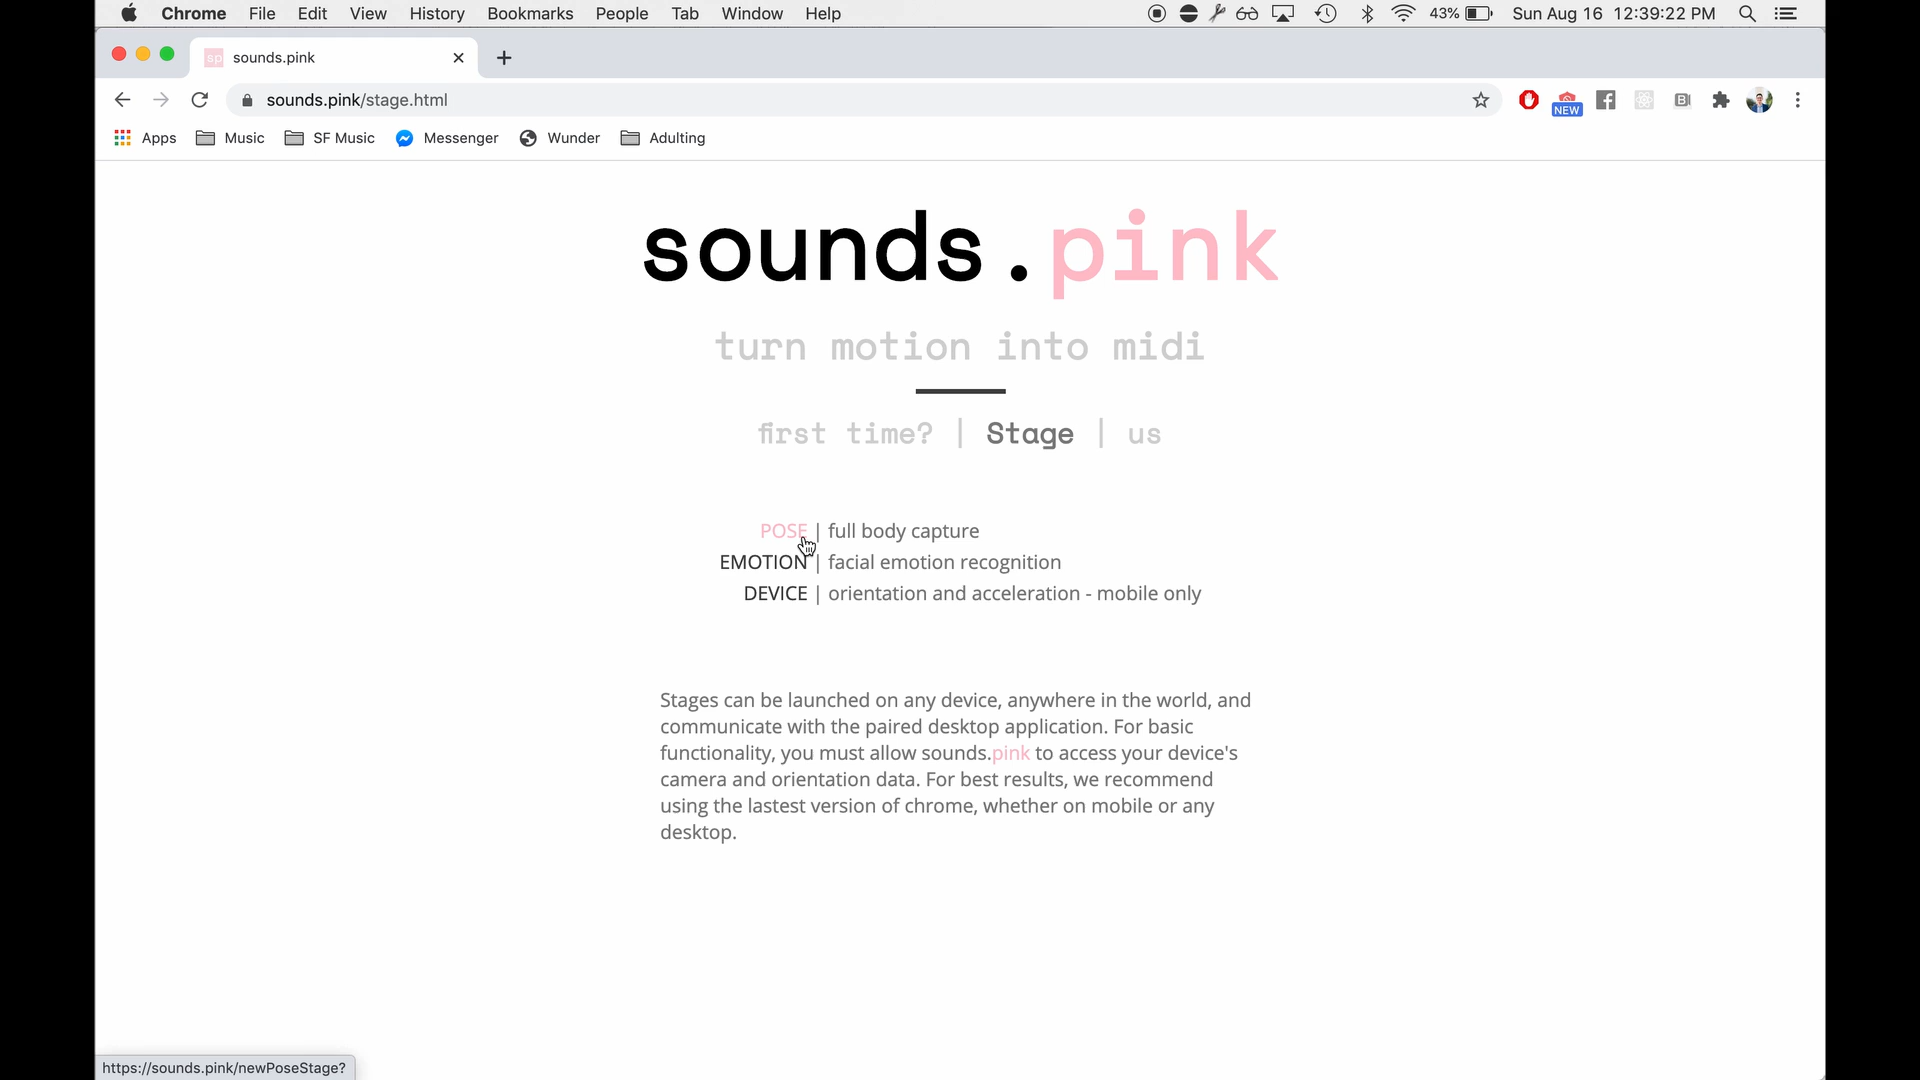 Chrome File Edit View History Bookmarks People Tab Window Help 43% Sun Aug 16 12:39:22 PM
sp sounds.pink
sounds.pink/stage.html
NEW
Apps Music SF Music Messenger Wunder Adulting
sounds.pink
turn motion into midi
first time? | Stage | us
POSE | full body capture
EMOTION | facial emotion recognition
DEVICE | orientation and acceleration - mobile only
Stages can be launched on any device, anywhere in the world, and
communicate with the paired desktop application. For basic
functionality, you must allow sounds.pink to access your device's
camera and orientation data. For best results, we recommend
using the lastest version of chrome, whether on mobile or any
desktop.
https://sounds.pink/newPoseStage?